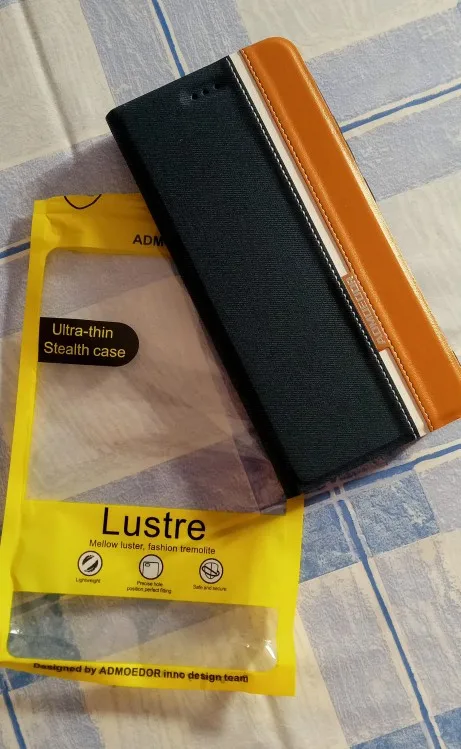 Ultra-thin
Stealth case
Lustre
Mellow luster, fashion tremolite
Lightweight
Precise hole
position,perfect fitting
Safe and secure
Designed by ADMOEDOR inno design team